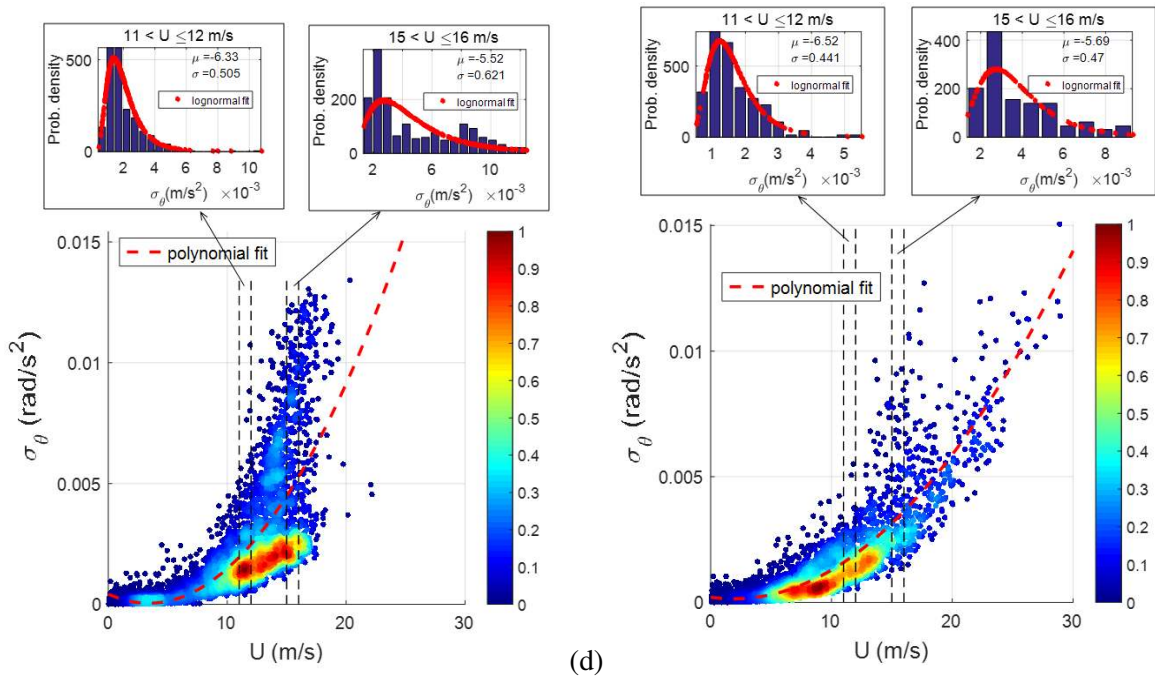 11 < U ≤12 m/s
μ =-6.33
σ =0.505
lognormal fit
Prob. density
500
0
2 4 6 8 10
σθ(m/s²) ×10⁻³
15 < U ≤16 m/s
μ =-5.52
σ =0.621
lognormal fit
Prob. density
200
0
2 4 6 8 10
σθ(m/s²) ×10⁻³
polynomial fit
σθ (rad/s²)
0.015
0.01
0.005
0
0 10 20 30
U (m/s)
1
0.9
0.8
0.7
0.6
0.5
0.4
0.3
0.2
0.1
0
(d)
11 < U ≤12 m/s
μ =-6.52
σ =0.441
lognormal fit
Prob. density
500
0
1 2 3 4 5
σθ(m/s²) ×10⁻³
15 < U ≤16 m/s
μ =-5.69
σ =0.47
lognormal fit
Prob. density
400
200
0
2 4 6 8
σθ(m/s²) ×10⁻³
polynomial fit
σθ (rad/s²)
0.015
0.01
0.005
0
0 10 20 30
U (m/s)
1
0.9
0.8
0.7
0.6
0.5
0.4
0.3
0.2
0.1
0